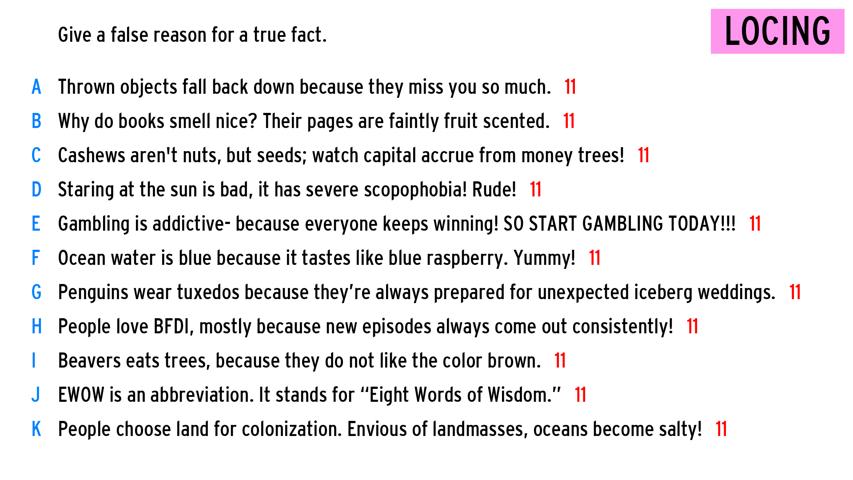 Give a false reason for a true fact.
LOCING
A Thrown objects fall back down because they miss you so much. 11
B Why do books smell nice? Their pages are faintly fruit scented. 11
C Cashews aren't nuts, but seeds; watch capital accrue from money trees! 11
D Staring at the sun is bad, it has severe scopophobia! Rude! 11
E Gambling is addictive- because everyone keeps winning! SO START GAMBLING TODAY!!! 11
F Ocean water is blue because it tastes like blue raspberry. Yummy! 11
G Penguins wear tuxedos because they’re always prepared for unexpected iceberg weddings. 11
H People love BFDI, mostly because new episodes always come out consistently! 11
I Beavers eats trees, because they do not like the color brown. 11
J EWOW is an abbreviation. It stands for “Eight Words of Wisdom.” 11
K People choose land for colonization. Envious of landmasses, oceans become salty! 11